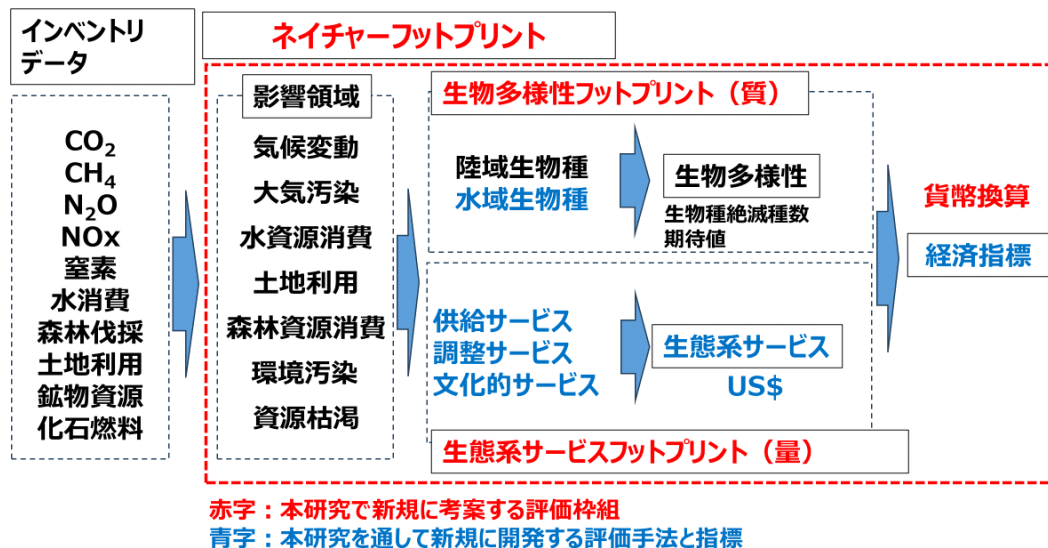 インベントリ
データ
ネイチャーフットプリント
CO₂
CH₄
N₂O
NOx
窒素
水消費
森林伐採
土地利用
鉱物資源
化石燃料
影響領域
気候変動
大気汚染
水資源消費
土地利用
森林資源消費
環境汚染
資源枯渇
生物多様性フットプリント（質）
陸域生物種
水域生物種
生物多様性
生物種絶滅種数
期待値
供給サービス
調整サービス
文化的サービス
生態系サービス
US$
生態系サービスフットプリント（量）
貨幣換算
経済指標
赤字：本研究で新規に考案する評価枠組
青字：本研究を通して新規に開発する評価手法と指標